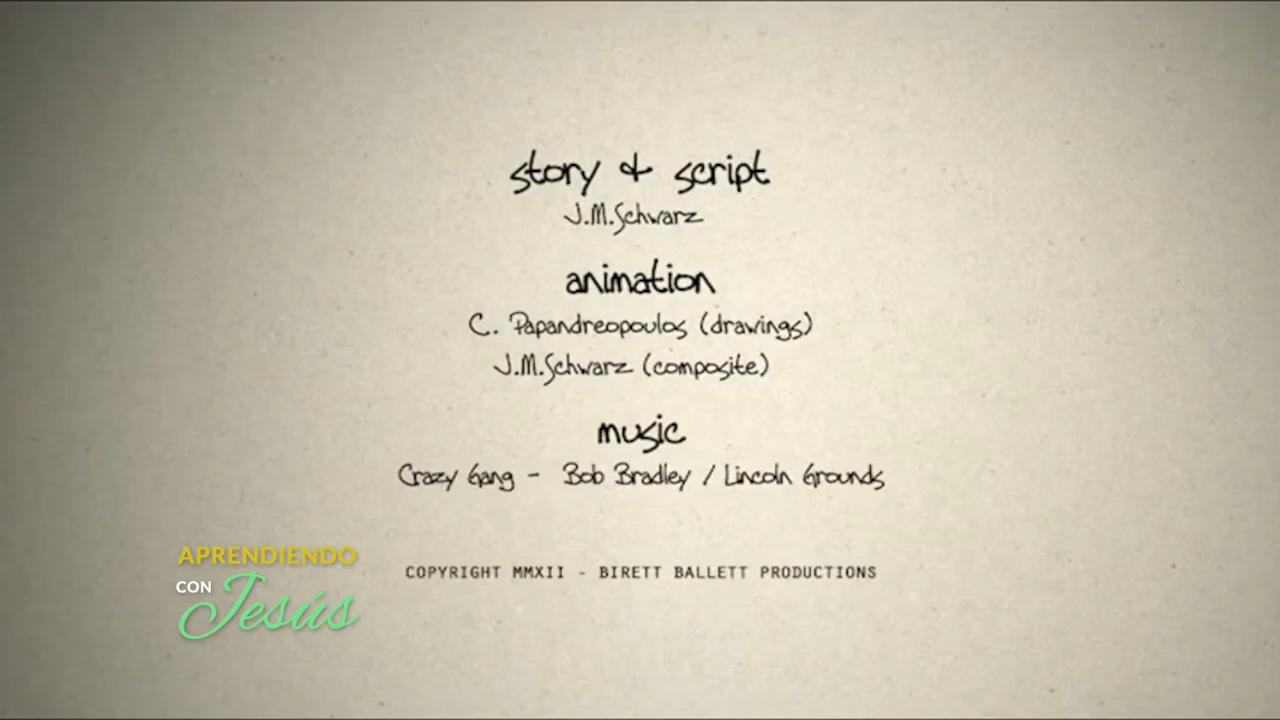 story & script
J.M.Schwarz
animation
C. Papandreopoulos (drawings)
J.M.Schwarz (composite)
music
Crazy Gang - Bob Bradley / Lincoln Grounds
COPYRIGHT MMXII - BIRETT BALLETT PRODUCTIONS
APRENDIENDO
CON Jesús